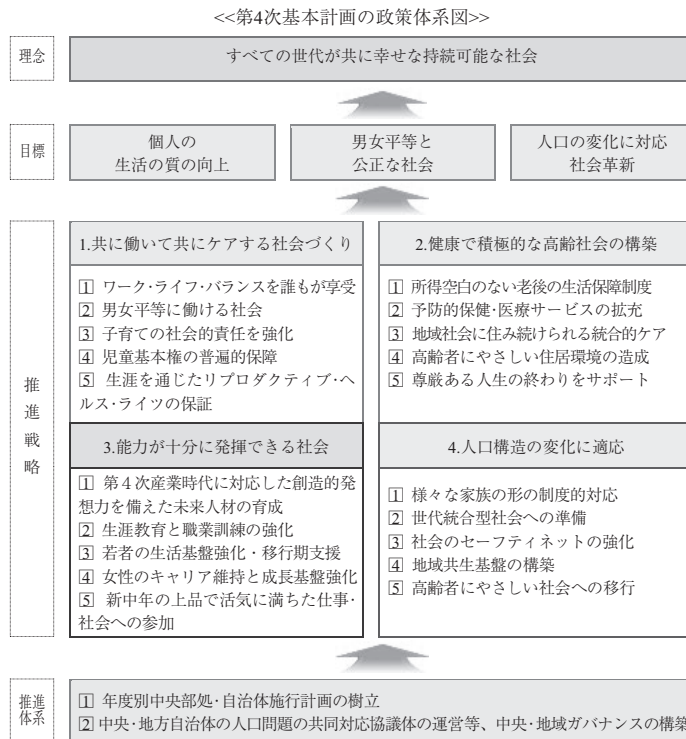 <<第4次基本計画の政策体系図>>
理念
すべての世代が共に幸せな持続可能な社会
目標
個人の
生活の質の向上
男女平等と
公正な社会
人口の変化に対応
社会革新
推進戦略
1.共に働いて共にケアする社会づくり
1 ワーク・ライフ・バランスを誰もが享受
2 男女平等に働ける社会
3 子育ての社会的責任を強化
4 児童基本権の普遍的保障
5 生涯を通じたリプロダクティブ・ヘ
ルス・ライツの保証
2.健康で積極的な高齢社会の構築
1 所得空白のない老後の生活保障制度
2 予防的保健・医療サービスの拡充
3 地域社会に住み続けられる統合的ケア
4 高齢者にやさしい住居環境の造成
5 尊厳ある人生の終わりをサポート
3.能力が十分に発揮できる社会
1 第４次産業時代に対応した創造的発
想力を備えた未来人材の育成
2 生涯教育と職業訓練の強化
3 若者の生活基盤強化・移行期支援
4 女性のキャリア維持と成長基盤強化
5 新中年の上品で活気に満ちた仕事・
社会への参加
4.人口構造の変化に適応
1 様々な家族の形の制度的対応
2 世代統合型社会への準備
3 社会のセーフティネットの強化
4 地域共生基盤の構築
5 高齢者にやさしい社会への移行
推進
体系
1 年度別中央部処・自治体施行計画の樹立
2 中央・地方自治体の人口問題の共同対応協議体の運営等、中央・地域ガバナンスの構築